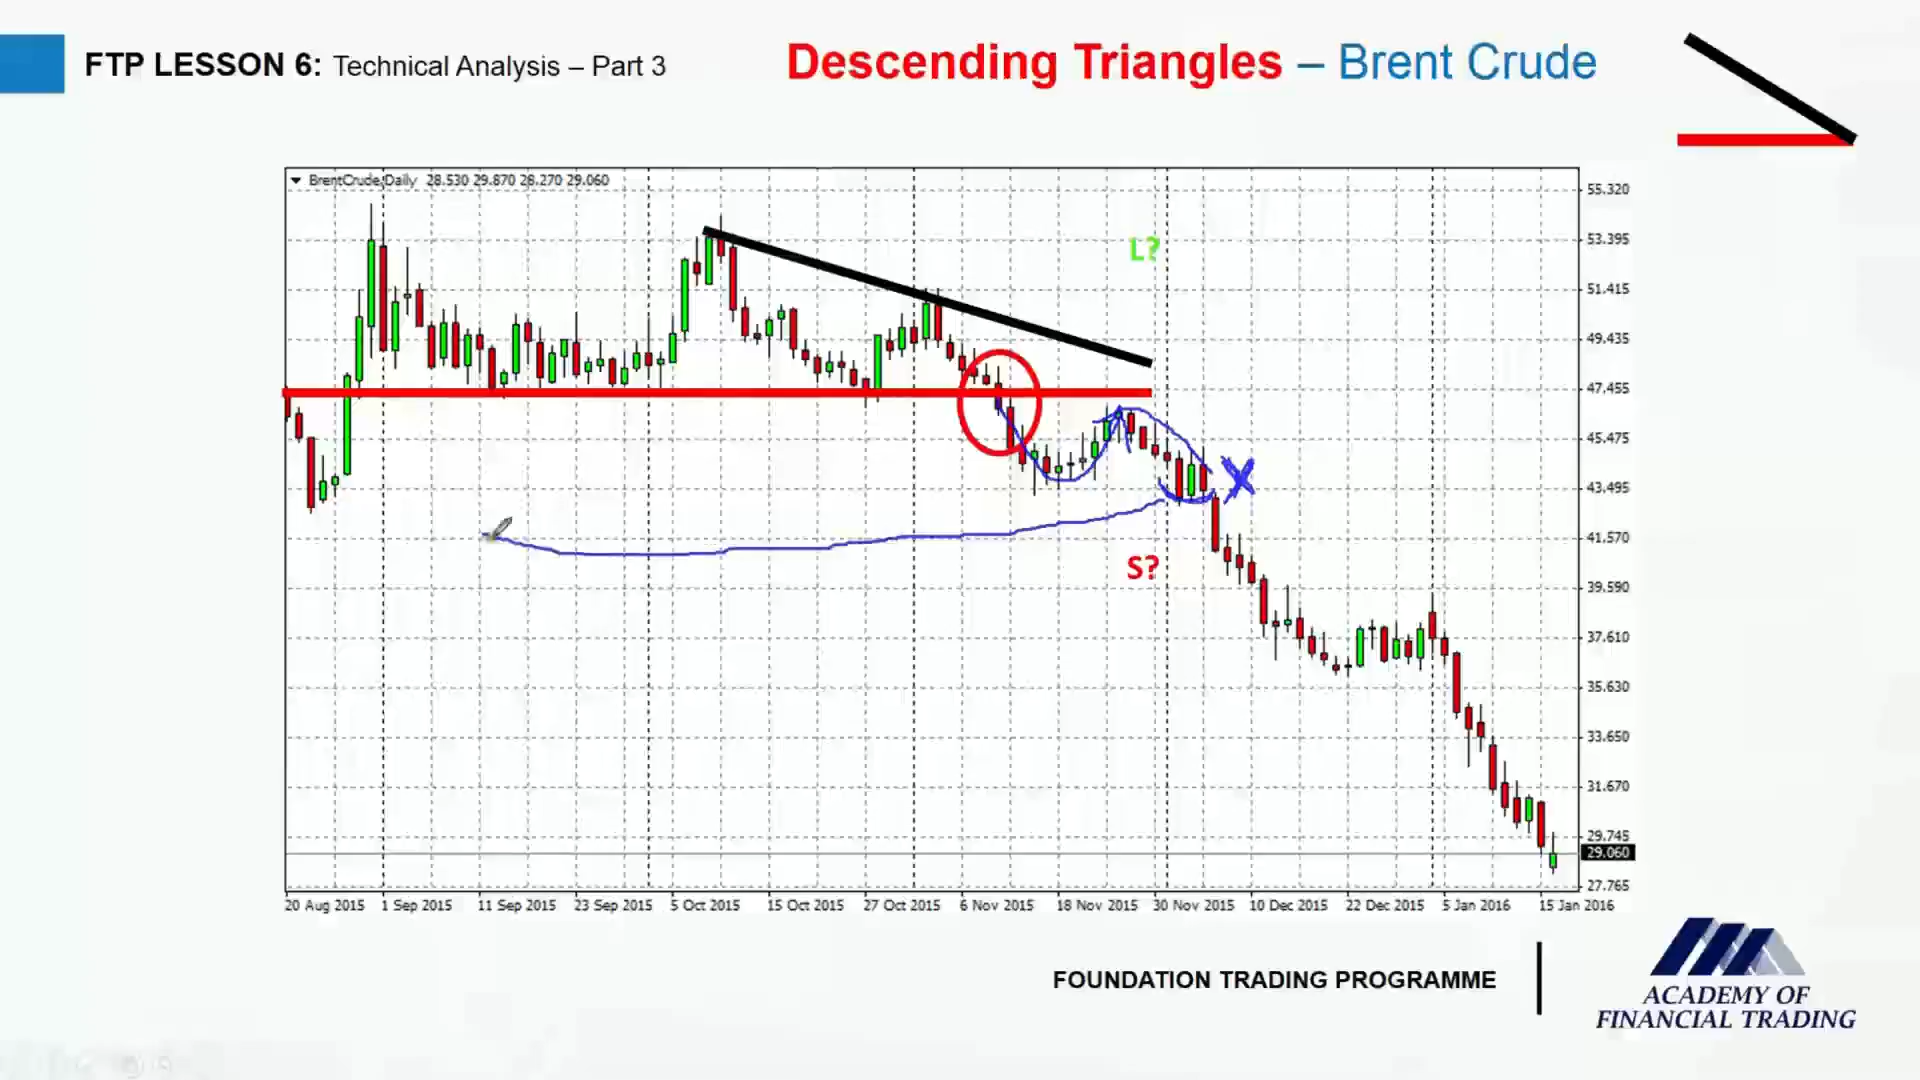 FTP LESSON 6: Technical Analysis – Part 3
Descending Triangles – Brent Crude
BrentCrude,Daily 28.530 29.870 28.270 29.060
55.320
53.395
51.415
49.435
47.455
45.475
43.495
41.570
39.590
37.610
35.630
33.650
31.670
29.745
29.060
27.765
L?
S?
20 Aug 2015 1 Sep 2015 11 Sep 2015 23 Sep 2015 5 Oct 2015 15 Oct 2015 27 Oct 2015 6 Nov 2015 18 Nov 2015 30 Nov 2015 10 Dec 2015 22 Dec 2015 5 Jan 2016 15 Jan 2016
FOUNDATION TRADING PROGRAMME
ACADEMY OF
FINANCIAL TRADING